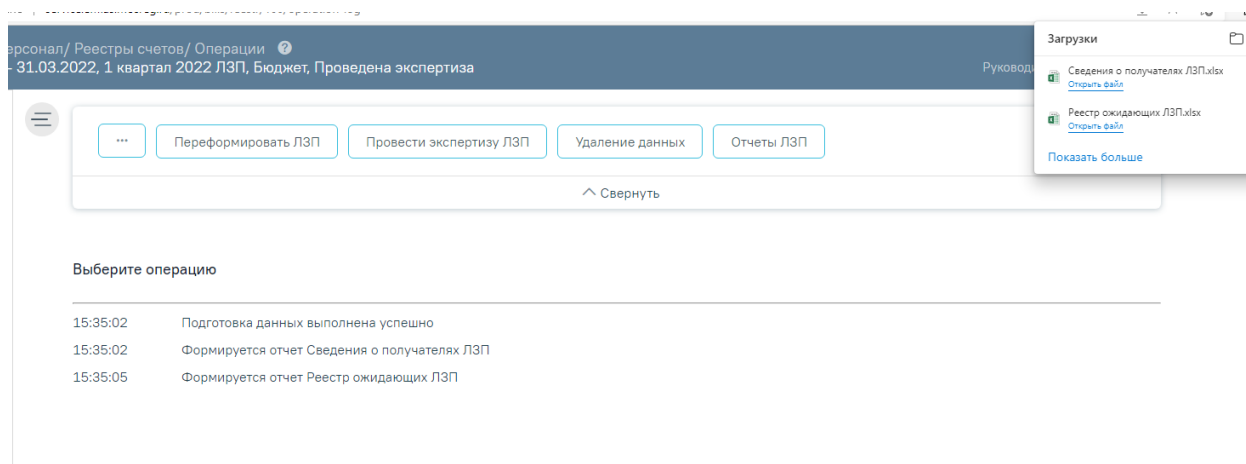 Загрузки
ерсонал/ Реестры счетов/ Операции
- 31.03.2022, 1 квартал 2022 ЛЗП, Бюджет, Проведена экспертиза
Сведения о получателях ЛЗП.xlsx
Открыть файл
Реестр ожидающих ЛЗП.xlsx
Открыть файл
Показать больше
... Переформировать ЛЗП Провести экспертизу ЛЗП Удаление данных Отчеты ЛЗП
Свернуть
Выберите операцию
15:35:02 Подготовка данных выполнена успешно
15:35:02 Формируется отчет Сведения о получателях ЛЗП
15:35:05 Формируется отчет Реестр ожидающих ЛЗП